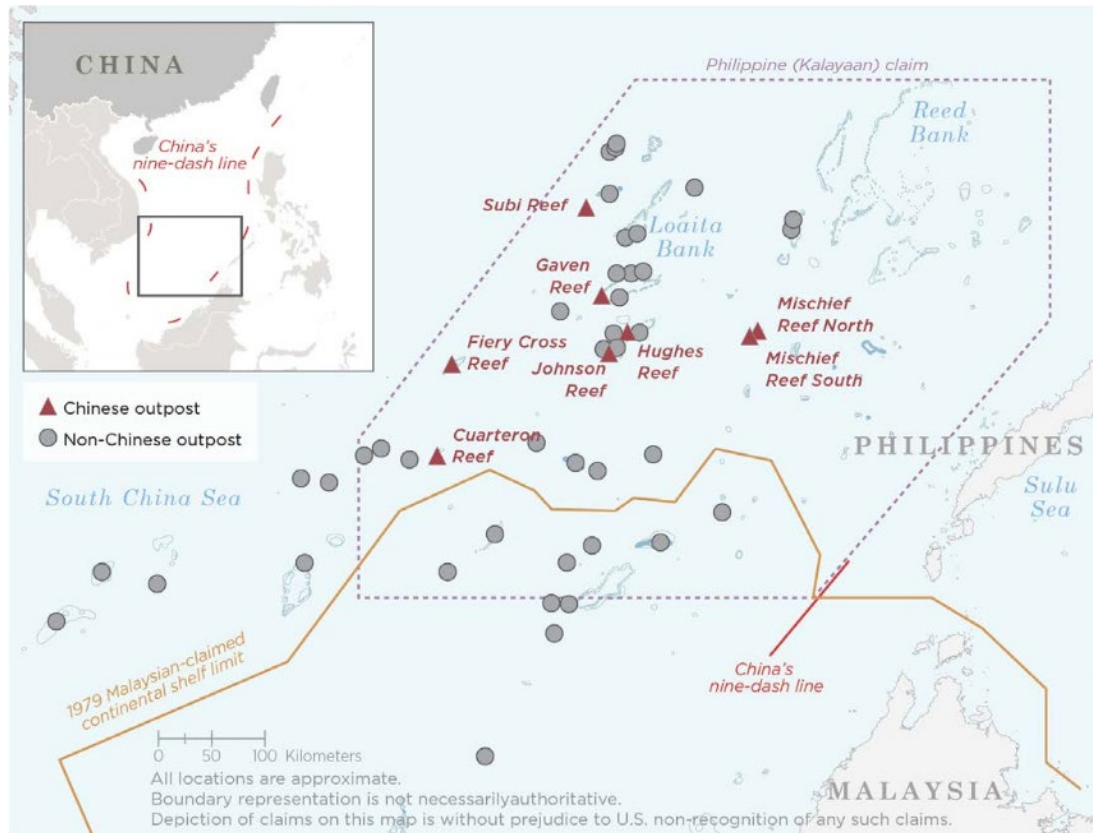 CHINA
China's
nine-dash line
Chinese outpost
Non-Chinese outpost
Philippine (Kalayaan) claim
Reed
Bank
Subi Reef
Loaita
Bank
Gaven
Reef
Mischief
Reef North
Fiery Cross
Reef
Hughes
Reef
Johnson
Reef
Mischief
Reef South
Cuarteron
Reef
PHILIPPINES
South China Sea
Sulu
Sea
1979 Malaysian-claimed
continental shelf limit
China's
nine-dash line
0 50 100 Kilometers
MALAYSIA
All locations are approximate.
Boundary representation is not necessarilyauthoritative.
Depiction of claims on this map is without prejudice to U.S. non-recognition of any such claims.